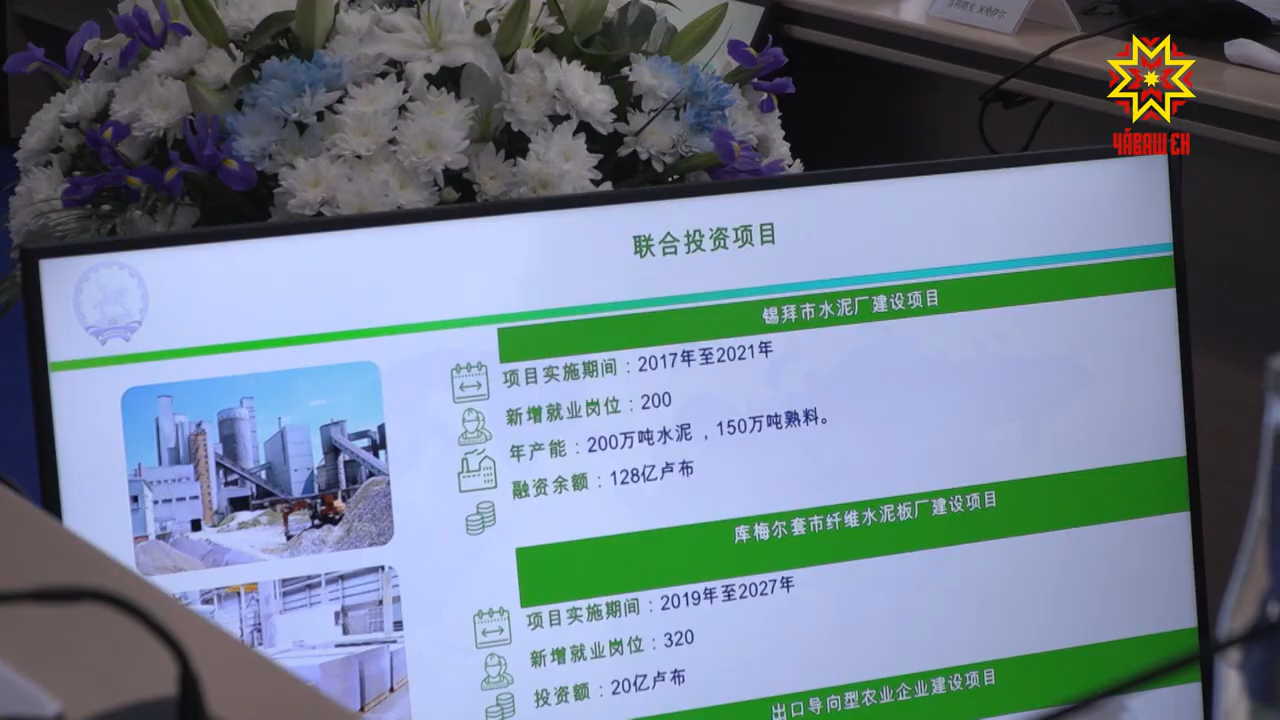 ЧӐВАШ ЕН
联合投资项目
锡拜市水泥厂建设项目
项目实施期间：2017年至2021年
新增就业岗位：200
年产能：200万吨水泥 ，150万吨熟料。
融资余额：128亿卢布
库梅尔套市纤维水泥板厂建设项目
项目实施期间：2019年至2027年
新增就业岗位：320
投资额：20亿卢布
出口导向型农业企业建设项目